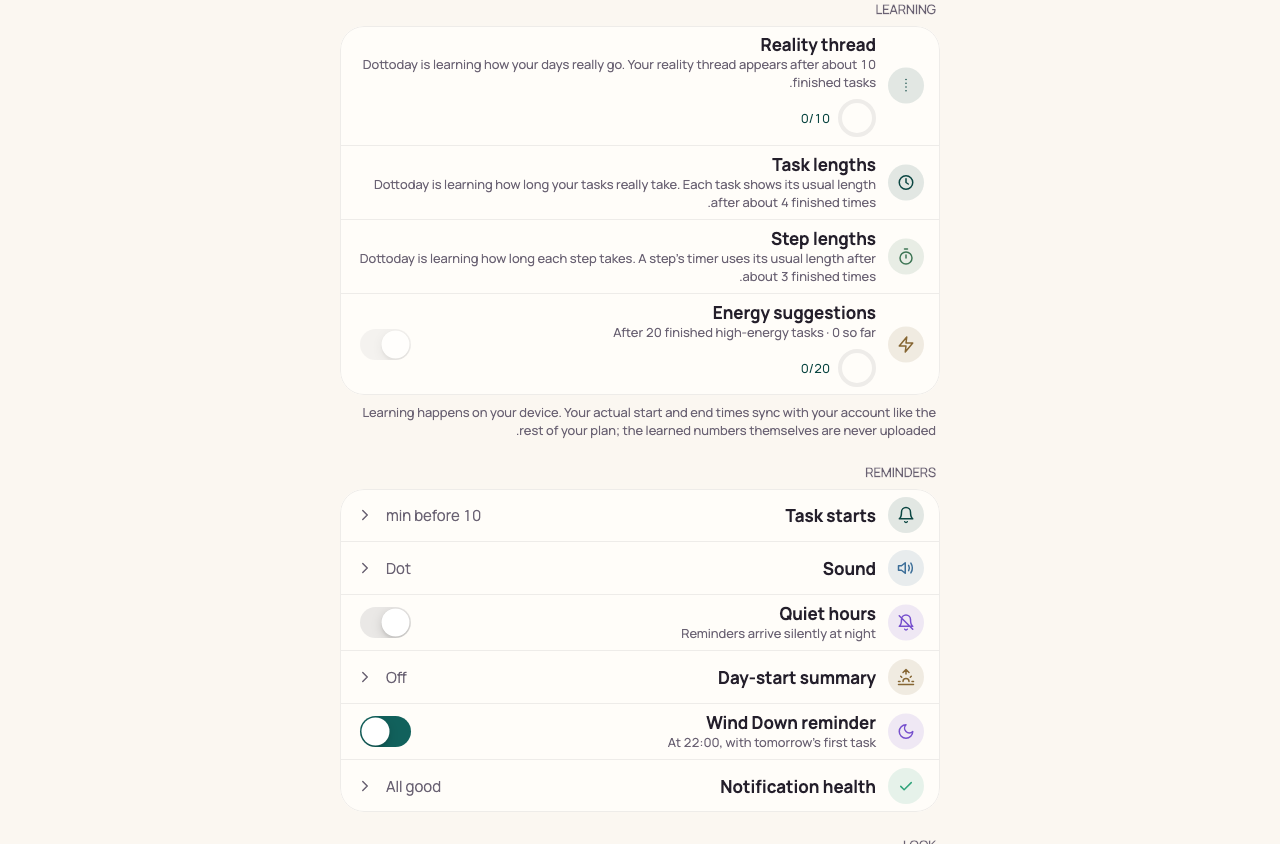 LEARNING
Reality thread
Dottoday is learning how your days really go. Your reality thread appears after about 10
.finished tasks
0/10
Task lengths
Dottoday is learning how long your tasks really take. Each task shows its usual length
.after about 4 finished times
Step lengths
Dottoday is learning how long each step takes. A step's timer uses its usual length after
.about 3 finished times
Energy suggestions
After 20 finished high-energy tasks · 0 so far
0/20
Learning happens on your device. Your actual start and end times sync with your account like the
.rest of your plan; the learned numbers themselves are never uploaded
REMINDERS
Task starts
min before 10
Sound
Dot
Quiet hours
Reminders arrive silently at night
Day-start summary
Off
Wind Down reminder
At 22:00, with tomorrow's first task
Notification health
All good
LOOK